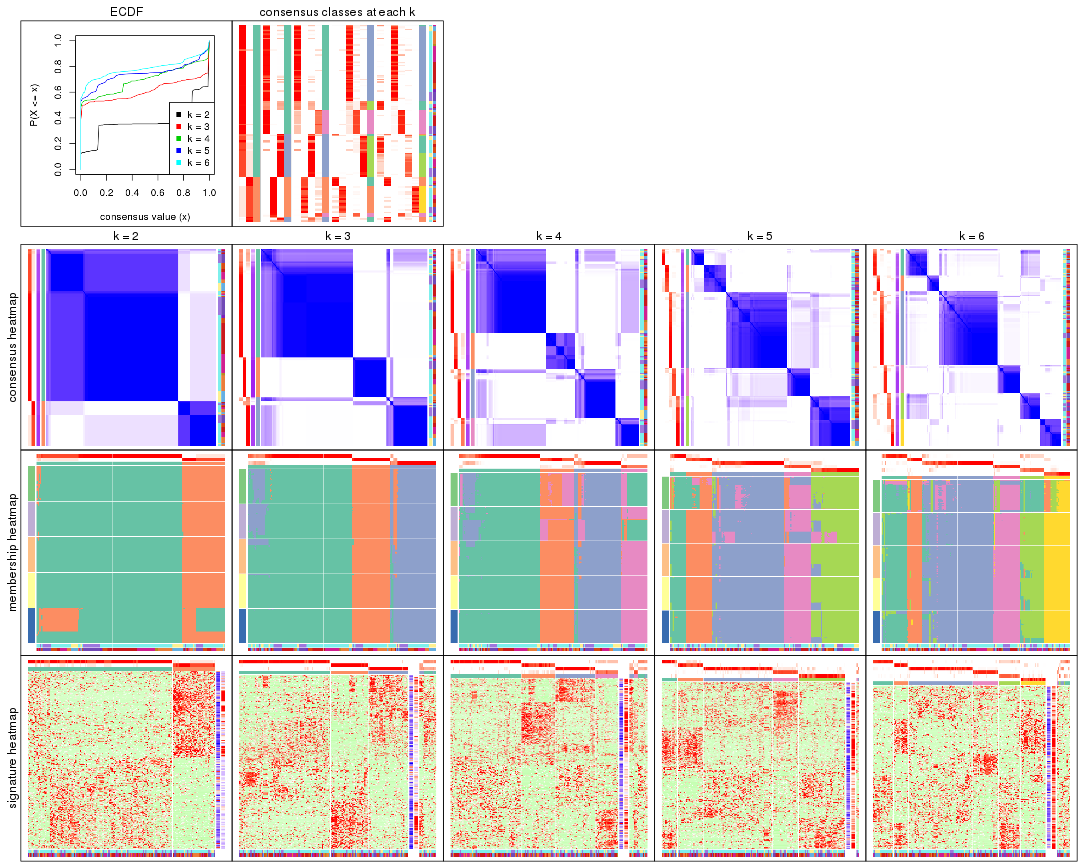 ECDF
consensus classes at each k
P(X <= x)
0.0 0.2 0.4 0.6 0.8 1.0
k = 2
k = 3
k = 4
k = 5
k = 6
0.0 0.2 0.4 0.6 0.8 1.0
consensus value (x)
k = 2
k = 3
k = 4
k = 5
k = 6
consensus heatmap
membership heatmap
signature heatmap